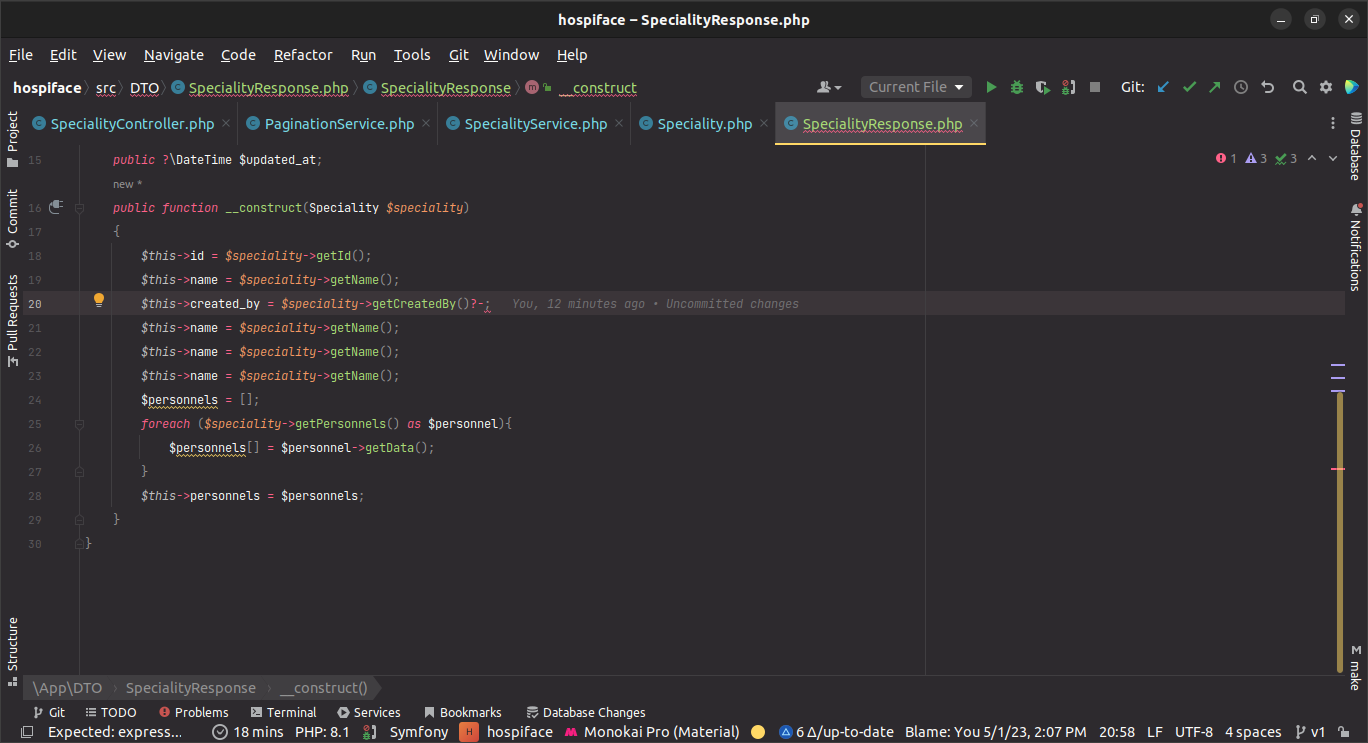 hospiface – SpecialityResponse.php
File Edit View Navigate Code Refactor Run Tools Git Window Help
hospiface src DTO SpecialityResponse.php SpecialityResponse m __construct Current File Git:
SpecialityController.php PaginationService.php SpecialityService.php Speciality.php SpecialityResponse.php
Project
Commit
Pull Requests
Structure
1 3 3
15 public ?\DateTime $updated_at;
new *
16 public function __construct(Speciality $speciality)
17 {
18 $this->id = $speciality->getId();
19 $this->name = $speciality->getName();
20 $this->created_by = $speciality->getCreatedBy()?-; You, 12 minutes ago • Uncommitted changes
21 $this->name = $speciality->getName();
22 $this->name = $speciality->getName();
23 $this->name = $speciality->getName();
24 $personnels = [];
25 foreach ($speciality->getPersonnels() as $personnel){
26 $personnels[] = $personnel->getData();
27 }
28 $this->personnels = $personnels;
29 }
30 }
Database
Notifications
M make
\App\DTO SpecialityResponse __construct()
Git TODO Problems Terminal Services Bookmarks Database Changes
Expected: express... 18 mins PHP: 8.1 Symfony H hospiface Monokai Pro (Material) 6 Δ/up-to-date Blame: You 5/1/23, 2:07 PM 20:58 LF UTF-8 4 spaces v1